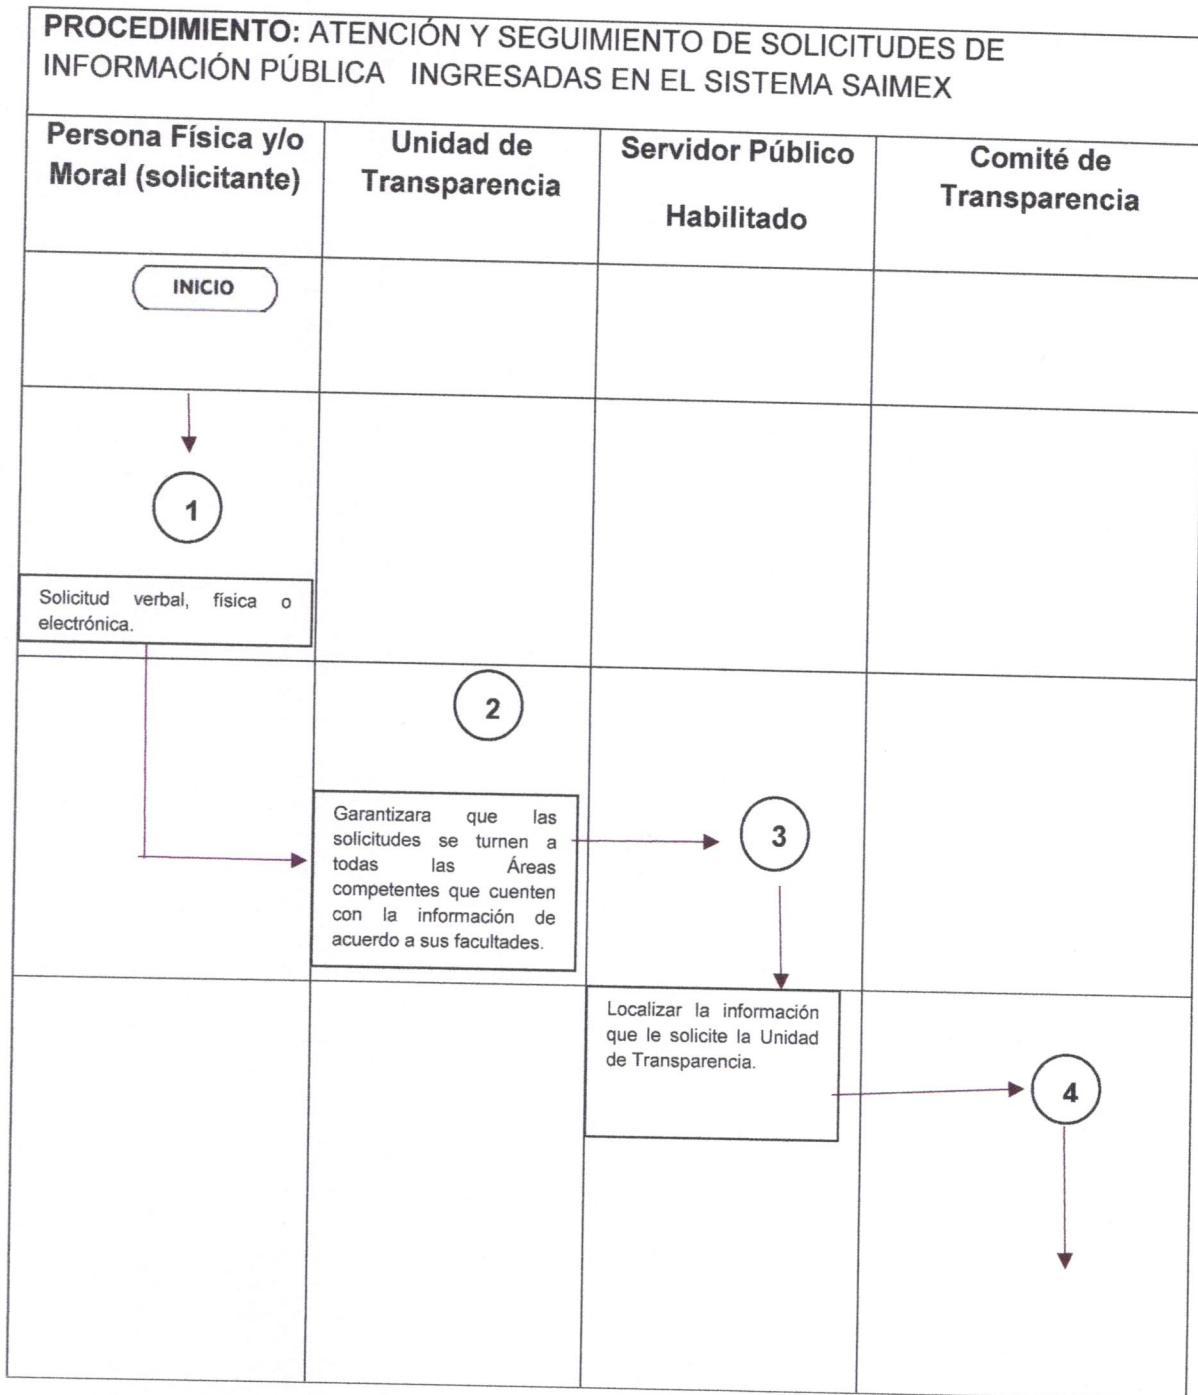 PROCEDIMIENTO: ATENCIÓN Y SEGUIMIENTO DE SOLICITUDES DE
INFORMACIÓN PÚBLICA INGRESADAS EN EL SISTEMA SAIMEX
Persona Física y/o
Moral (solicitante)
Unidad de
Transparencia
Servidor Público
Habilitado
Comité de
Transparencia
INICIO
1
Solicitud verbal, física o
electrónica.
2
Garantizara que las
solicitudes se turnen a
todas las Áreas
competentes que cuenten
con la información de
acuerdo a sus facultades.
3
Localizar la información
que le solicite la Unidad
de Transparencia.
4